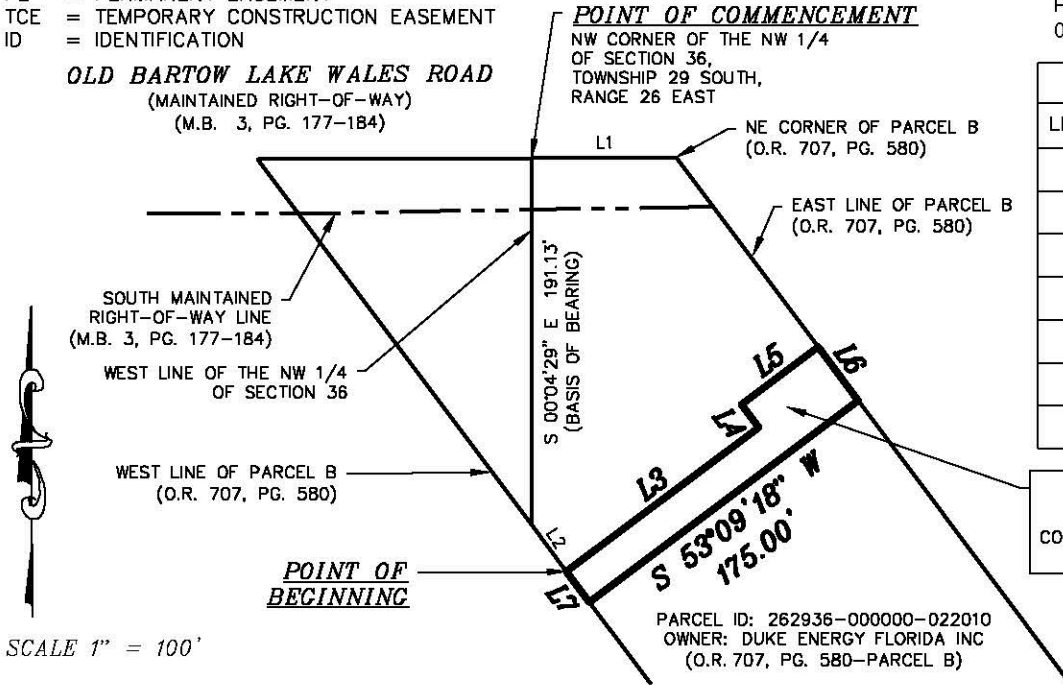 TCE = TEMPORARY CONSTRUCTION EASEMENT
ID = IDENTIFICATION
OLD BARTOW LAKE WALES ROAD
(MAINTAINED RIGHT-OF-WAY)
(M.B. 3, PG. 177-184)
POINT OF COMMENCEMENT
NW CORNER OF THE NW 1/4
OF SECTION 36,
TOWNSHIP 29 SOUTH,
RANGE 26 EAST
L1
NE CORNER OF PARCEL B
(O.R. 707, PG. 580)
EAST LINE OF PARCEL B
(O.R. 707, PG. 580)
SOUTH MAINTAINED
RIGHT-OF-WAY LINE
(M.B. 3, PG. 177-184)
WEST LINE OF THE NW 1/4
OF SECTION 36
S 00°04'29" E 191.13'
(BASIS OF BEARING)
WEST LINE OF PARCEL B
(O.R. 707, PG. 580)
L5
L6
L4
L3
L2
S 53°09'18" W
175.00'
POINT OF
BEGINNING
L7
PARCEL ID: 262936-000000-022010
OWNER: DUKE ENERGY FLORIDA INC
(O.R. 707, PG. 580-PARCEL B)
SCALE 1" = 100'
CO